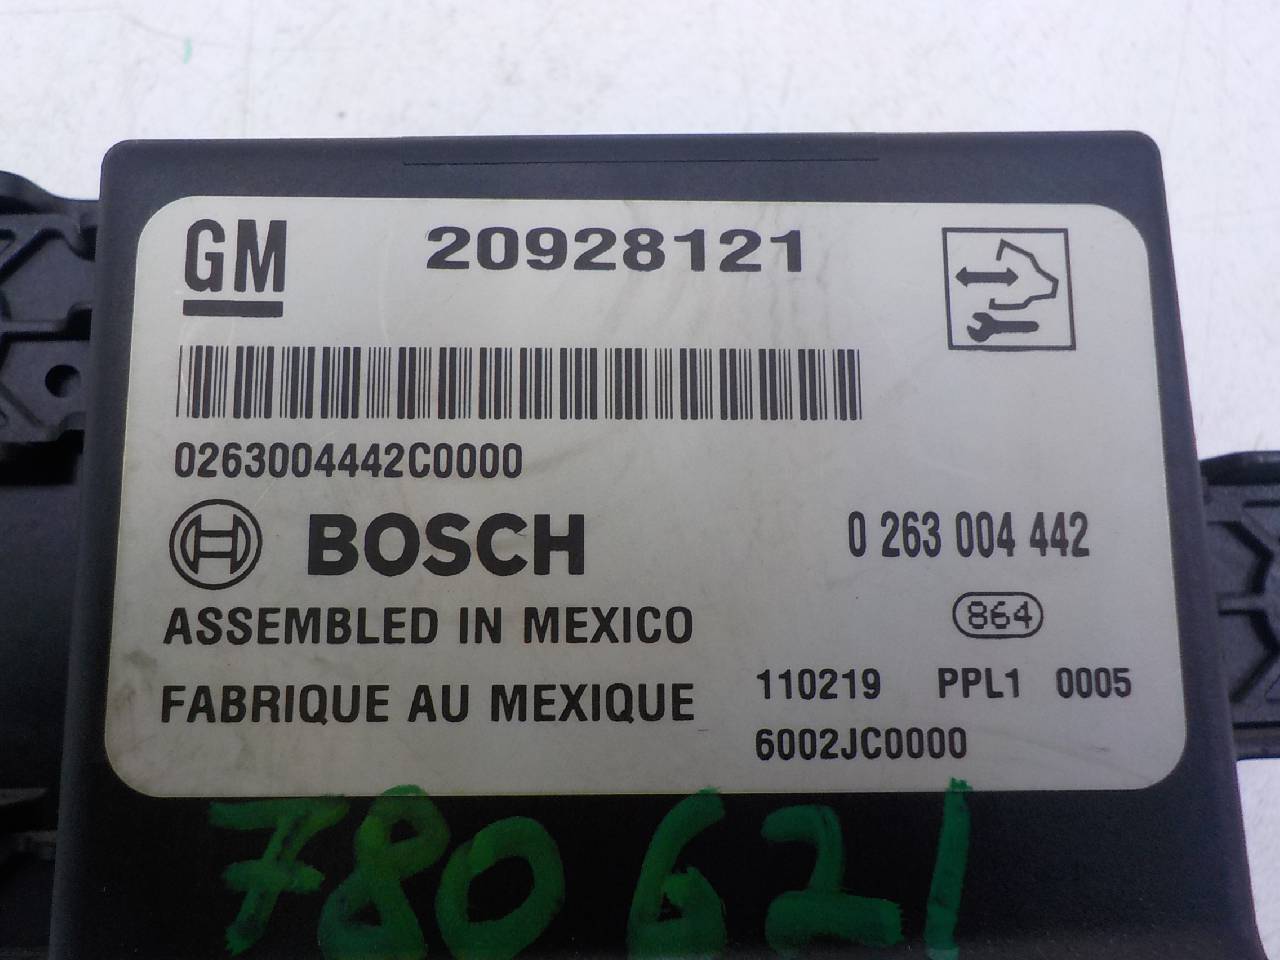 GM 20928121
0263004442C0000
BOSCH 0 263 004 442
ASSEMBLED IN MEXICO 864
FABRIQUE AU MEXIQUE 110219 PPL1 0005
6002JC0000
780621